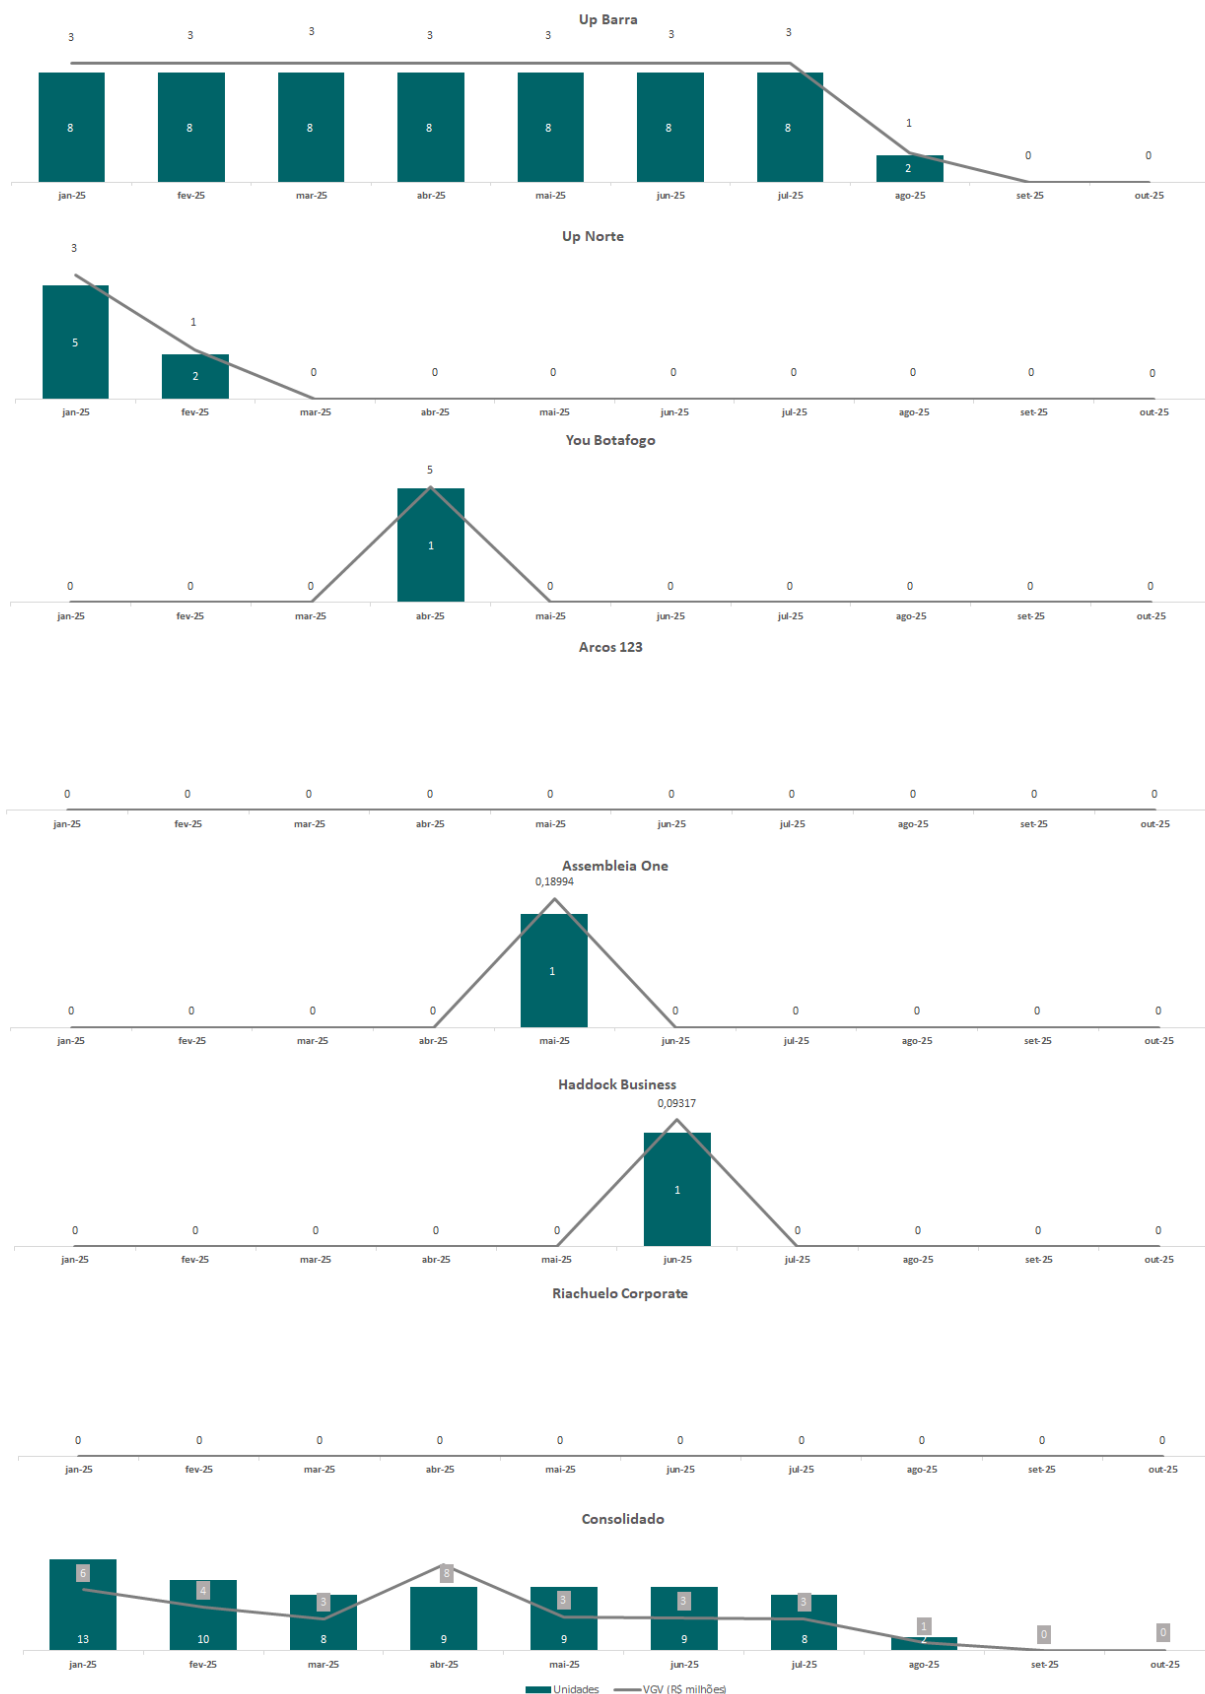 Up Barra
3 3 3 3 3 3 3
8 8 8 8 8 8 8 2 1 0 0
jan-25 fev-25 mar-25 abr-25 mai-25 jun-25 jul-25 ago-25 set-25 out-25
Up Norte
3
1
5 2 0 0 0 0 0 0 0 0
jan-25 fev-25 mar-25 abr-25 mai-25 jun-25 jul-25 ago-25 set-25 out-25
You Botafogo
5
1
0 0 0 0 0 0 0 0 0
jan-25 fev-25 mar-25 abr-25 mai-25 jun-25 jul-25 ago-25 set-25 out-25
Arcos 123
0 0 0 0 0 0 0 0 0 0
jan-25 fev-25 mar-25 abr-25 mai-25 jun-25 jul-25 ago-25 set-25 out-25
Assembleia One
0,18994
1
0 0 0 0 0 0 0 0 0
jan-25 fev-25 mar-25 abr-25 mai-25 jun-25 jul-25 ago-25 set-25 out-25
Haddock Business
0,09317
1
0 0 0 0 0 0 0 0 0
jan-25 fev-25 mar-25 abr-25 mai-25 jun-25 jul-25 ago-25 set-25 out-25
Riachuelo Corporate
0 0 0 0 0 0 0 0 0 0
jan-25 fev-25 mar-25 abr-25 mai-25 jun-25 jul-25 ago-25 set-25 out-25
Consolidado
6 4 3 8 3 3 3 1 0 0
13 10 8 9 9 9 8 2
jan-25 fev-25 mar-25 abr-25 mai-25 jun-25 jul-25 ago-25 set-25 out-25
Unidades VGV (R$ milhões)